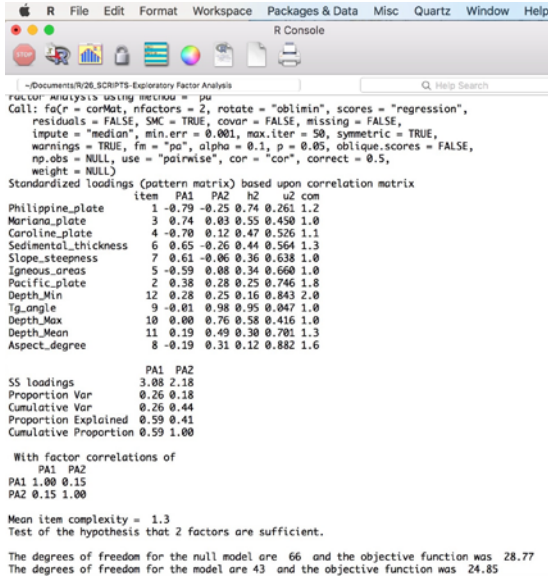 R File Edit Format Workspace Packages & Data Misc Quartz Window Help
R Console
STOP
~/Documents/R/26_SCRIPTS-Exploratory Factor Analysis
Help Search
Factor Analysis using method = pa
Call: fa(r = corMat, nfactors = 2, rotate = "oblimin", scores = "regression",
residuals = FALSE, SMC = TRUE, covar = FALSE, missing = FALSE,
impute = "median", min.err = 0.001, max.iter = 50, symmetric = TRUE,
warnings = TRUE, fm = "pa", alpha = 0.1, p = 0.05, oblique.scores = FALSE,
np.obs = NULL, use = "pairwise", cor = "cor", correct = 0.5,
weight = NULL)
Standardized loadings (pattern matrix) based upon correlation matrix
item PA1 PA2 h2 u2 com
Philippine_plate 1 -0.79 -0.25 0.74 0.261 1.2
Mariana_plate 3 0.74 0.03 0.55 0.450 1.0
Caroline_plate 4 -0.70 0.12 0.47 0.526 1.1
Sedimental_thickness 6 0.65 -0.26 0.44 0.564 1.3
Slope_steepness 7 0.61 -0.06 0.36 0.638 1.0
Igneous_areas 5 -0.59 0.08 0.34 0.660 1.0
Pacific_plate 2 0.38 0.28 0.25 0.746 1.8
Depth_Min 12 0.28 0.25 0.16 0.843 2.0
Tg_angle 9 -0.01 0.98 0.95 0.047 1.0
Depth_Max 10 0.00 0.76 0.58 0.416 1.0
Depth_Mean 11 0.19 0.49 0.30 0.701 1.3
Aspect_degree 8 -0.19 0.31 0.12 0.882 1.6
PA1 PA2
SS loadings 3.08 2.18
Proportion Var 0.26 0.18
Cumulative Var 0.26 0.44
Proportion Explained 0.59 0.41
Cumulative Proportion 0.59 1.00
With factor correlations of
PA1 PA2
PA1 1.00 0.15
PA2 0.15 1.00
Mean item complexity = 1.3
Test of the hypothesis that 2 factors are sufficient.
The degrees of freedom for the null model are 66 and the objective function was 28.77
The degrees of freedom for the model are 43 and the objective function was 24.85